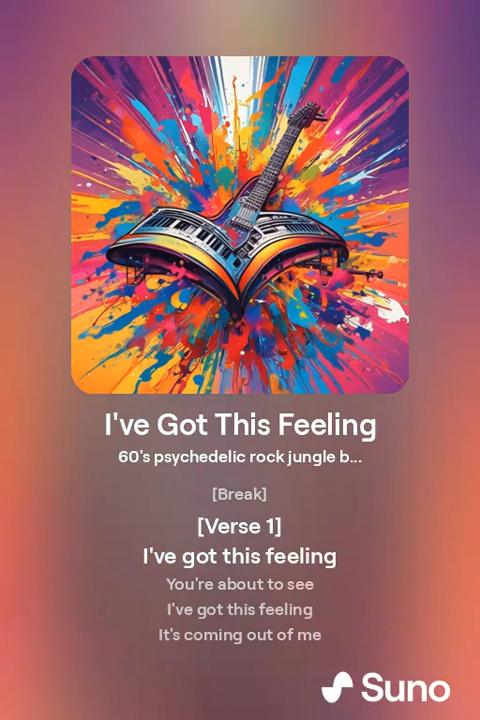 I've Got This Feeling
60's psychedelic rock jungle b...
[Break]
[Verse 1]
I've got this feeling
You're about to see
I've got this feeling
It's coming out of me
Suno